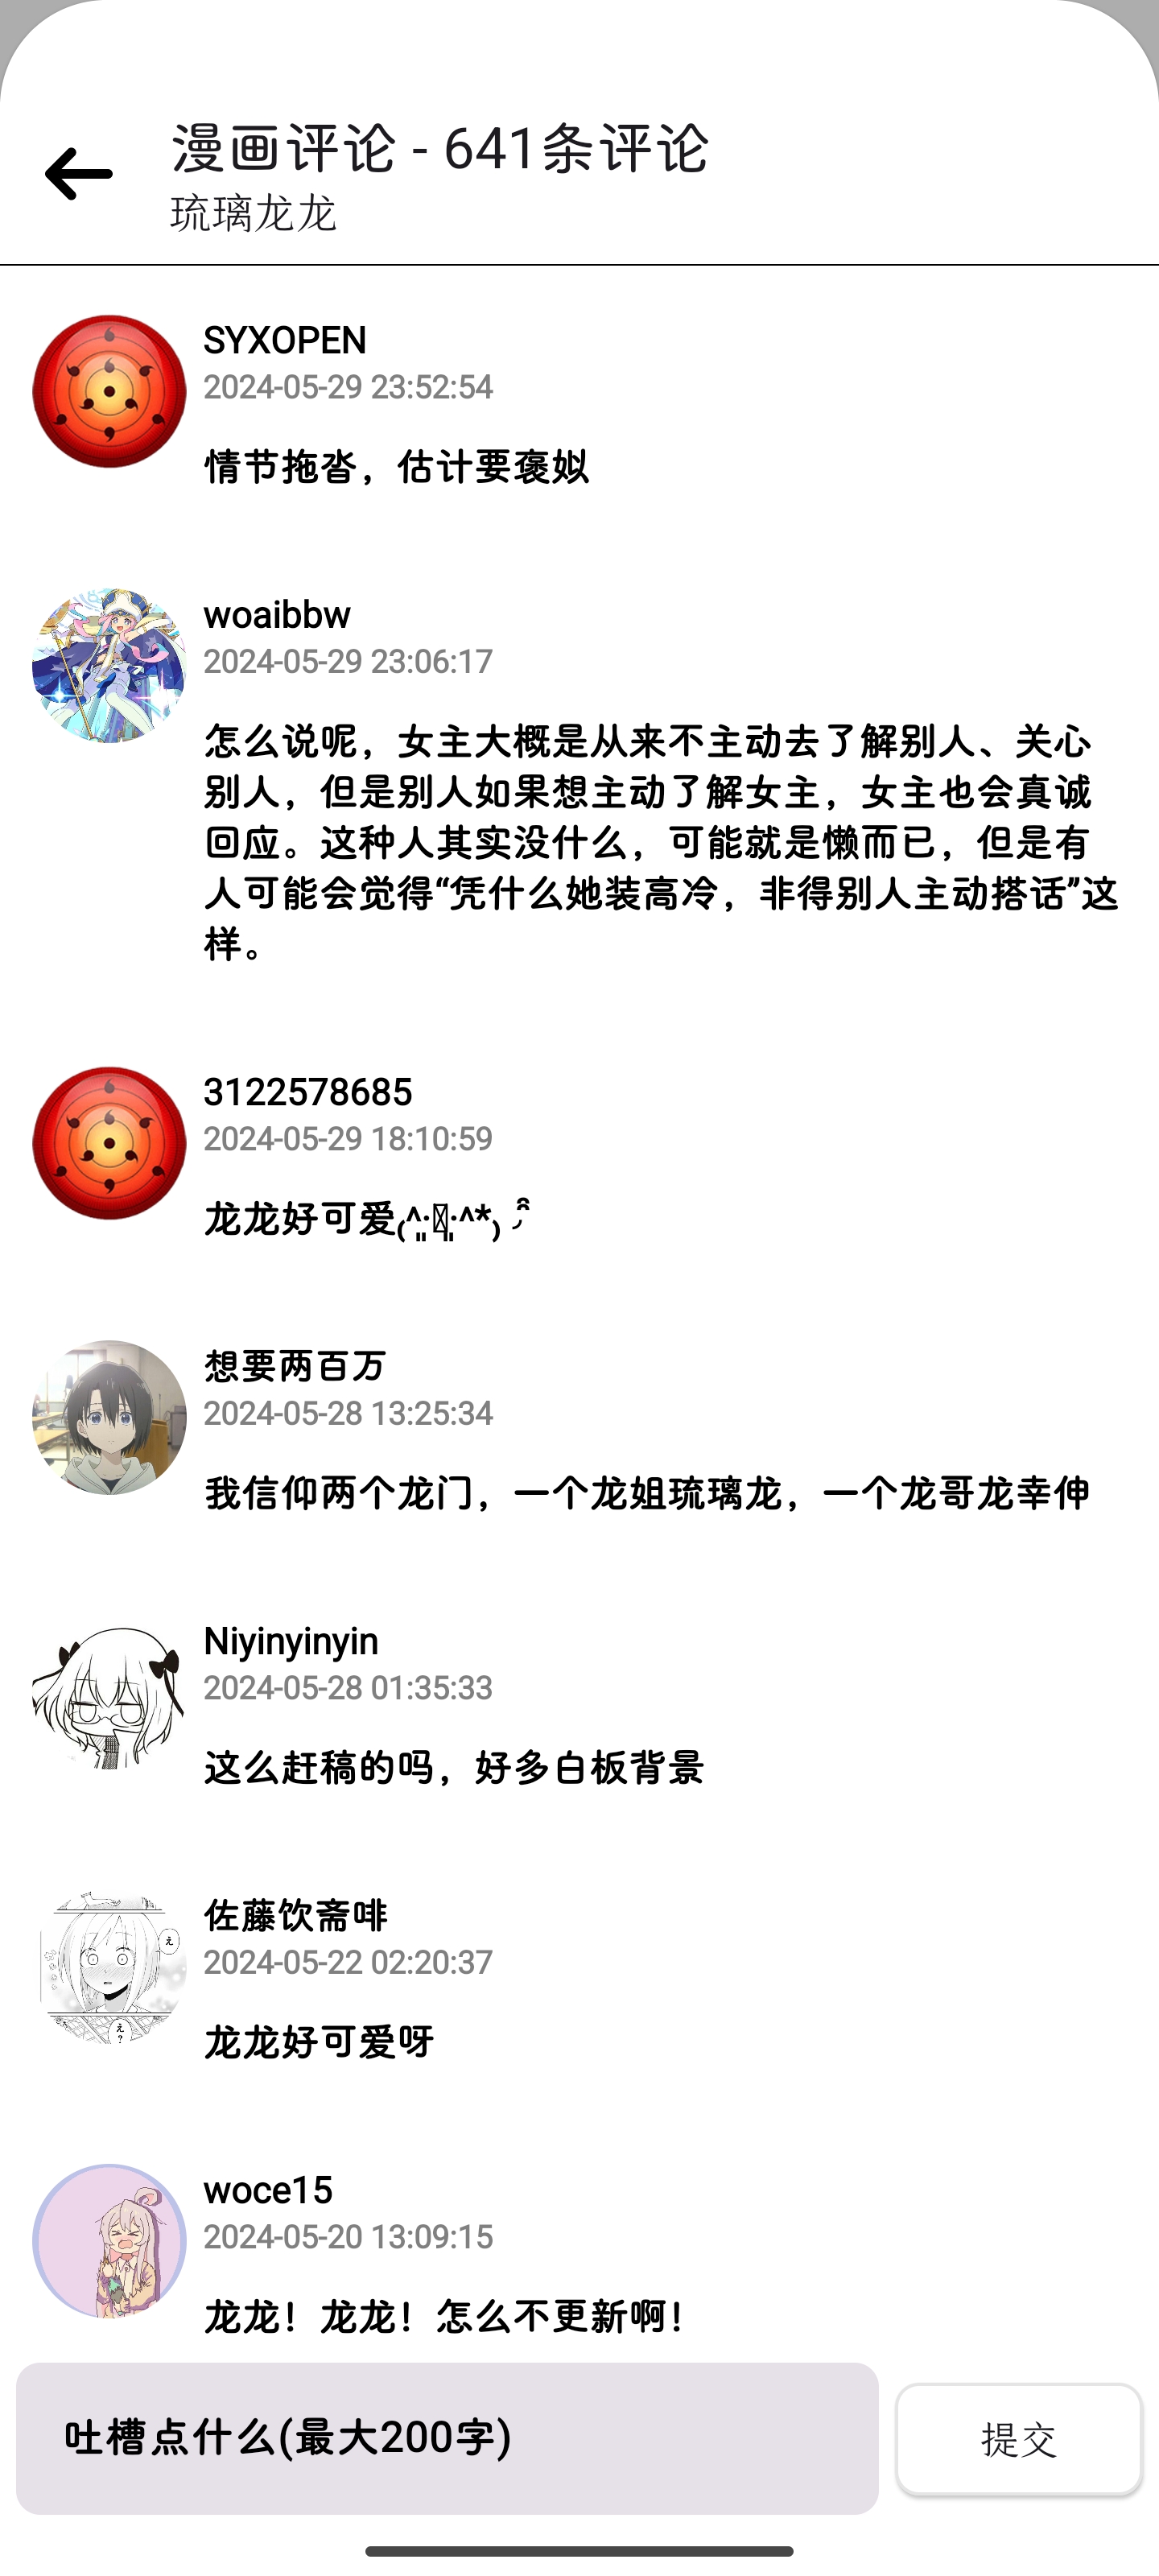 漫画评论 - 641条评论
琉璃龙龙
SYXOPEN
2024-05-29 23:52:54
情节拖沓，估计要褒姒
woaibbw
2024-05-29 23:06:17
怎么说呢，女主大概是从来不主动去了解别人、关心
别人，但是别人如果想主动了解女主，女主也会真诚
回应。这种人其实没什么，可能就是懒而已，但是有
人可能会觉得“凭什么她装高冷，非得别人主动搭话”这
样。
3122578685
2024-05-29 18:10:59
龙龙好可爱
想要两百万
2024-05-28 13:25:34
我信仰两个龙门，一个龙姐琉璃龙，一个龙哥龙幸伸
Niyinyinyin
2024-05-28 01:35:33
这么赶稿的吗，好多白板背景
え
え?
佐藤饮斋啡
2024-05-22 02:20:37
龙龙好可爱呀
woce15
2024-05-20 13:09:15
龙龙！龙龙！怎么不更新啊！
吐槽点什么(最大200字)
提交